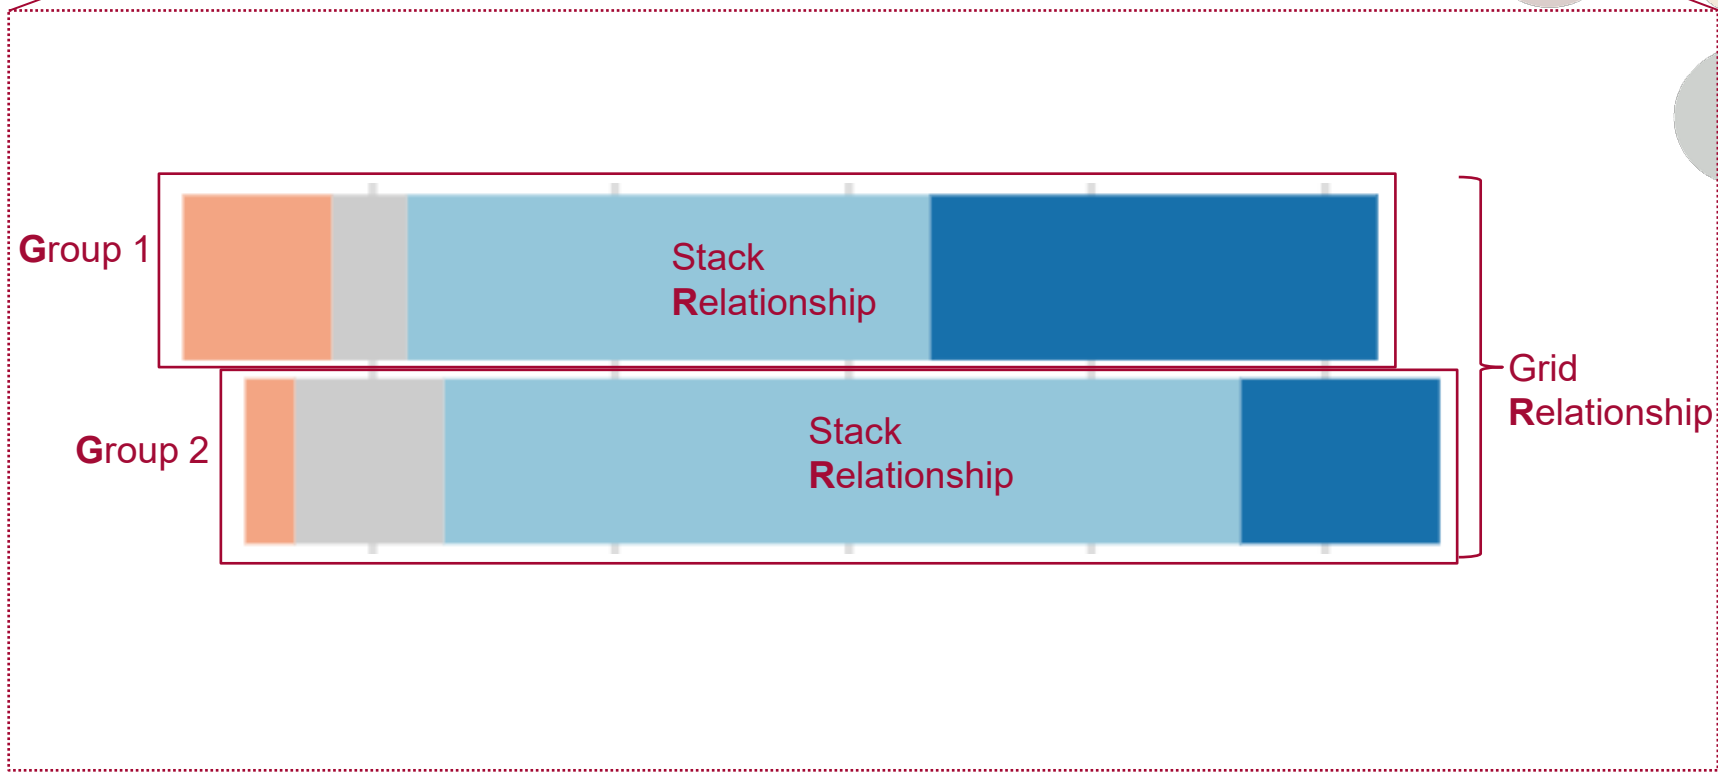 Group 1
Stack
Relationship
Grid
Relationship
Group 2
Stack
Relationship